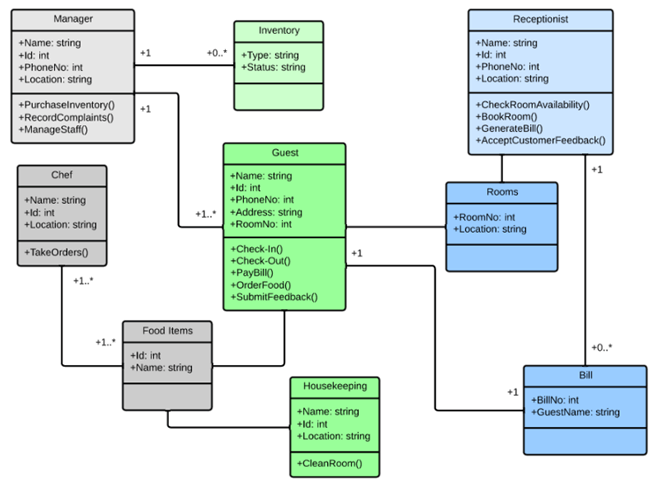 Manager
+Name: string
+Id: int
+PhoneNo: int
+Location: string
+PurchaseInventory()
+RecordComplaints()
+ManageStaff()
+1
+0..*
+1
+1..*
Inventory
+Type: string
+Status: string
Receptionist
+Name: string
+Id: int
+PhoneNo: int
+Location: string
+CheckRoomAvailability()
+BookRoom()
+GenerateBill()
+AcceptCustomerFeedback()
+1
+0..*
Chef
+Name: string
+Id: int
+Location: string
+TakeOrders()
+1..*
+1..*
Guest
+Name: string
+Id: int
+PhoneNo: int
+Address: string
+RoomNo: int
+Check-In()
+Check-Out()
+PayBill()
+OrderFood()
+SubmitFeedback()
+1
+1
Rooms
+RoomNo: int
+Location: string
Food Items
+Id: int
+Name: string
Housekeeping
+Name: string
+Id: int
+Location: string
+CleanRoom()
Bill
+BillNo: int
+GuestName: string